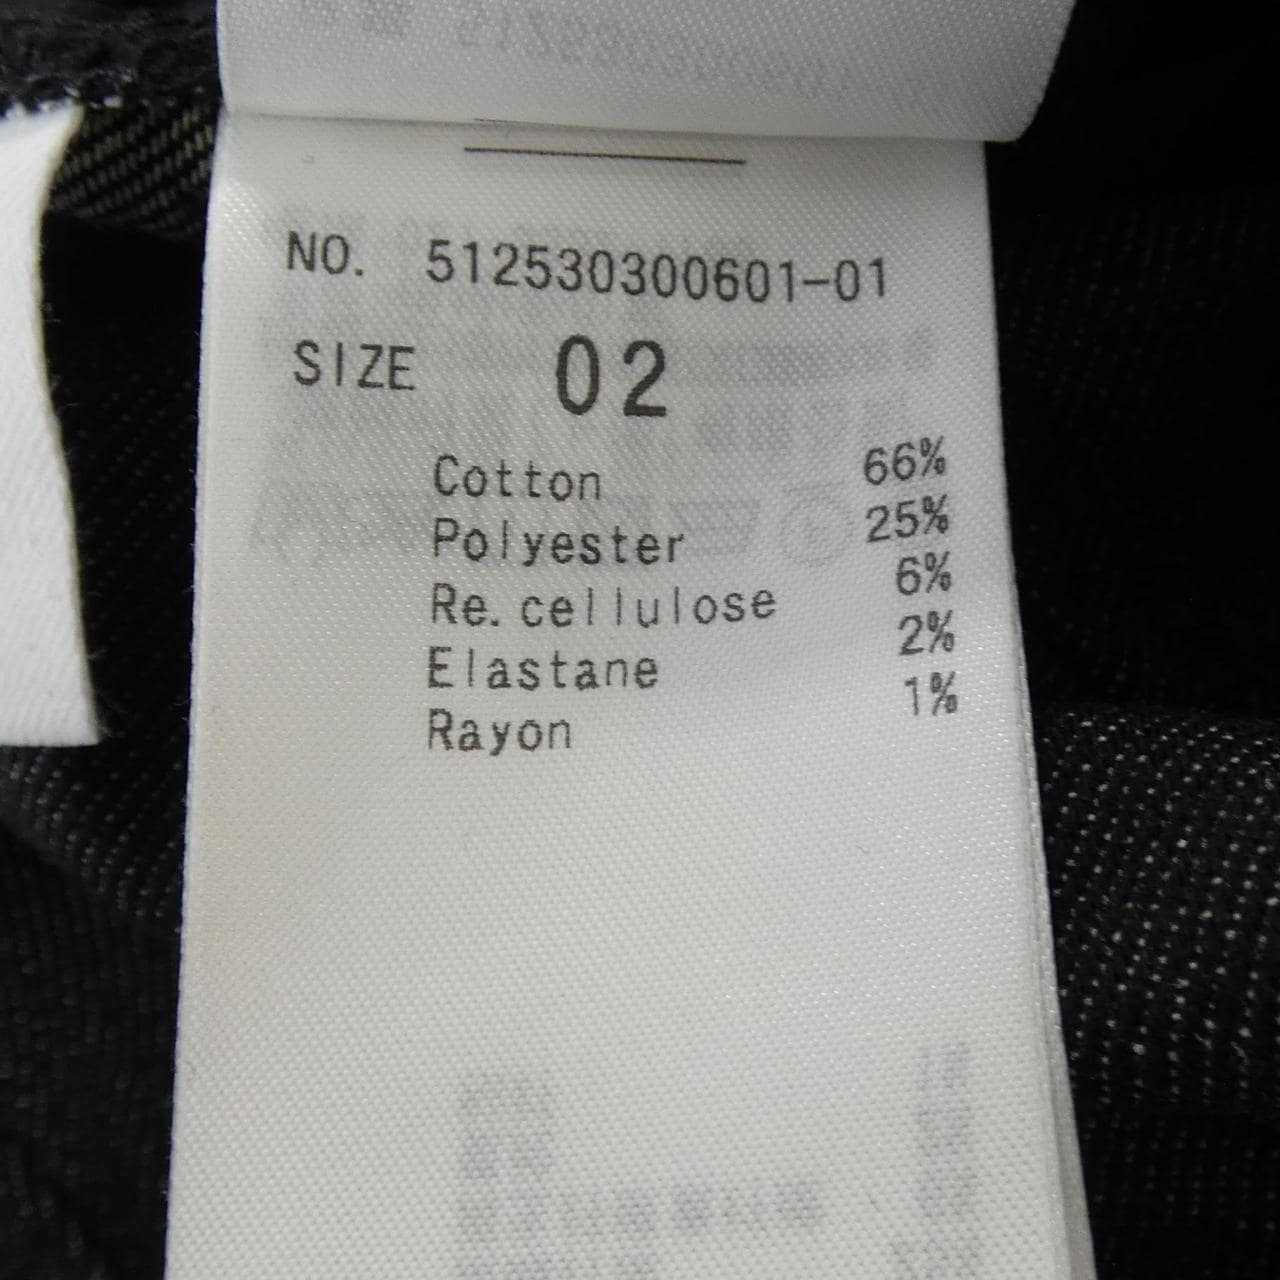 NO. 512530300601-01
SIZE 02
Cotton 66%
Polyester 25%
Re. cellulose 6%
Elastane 2%
Rayon 1%